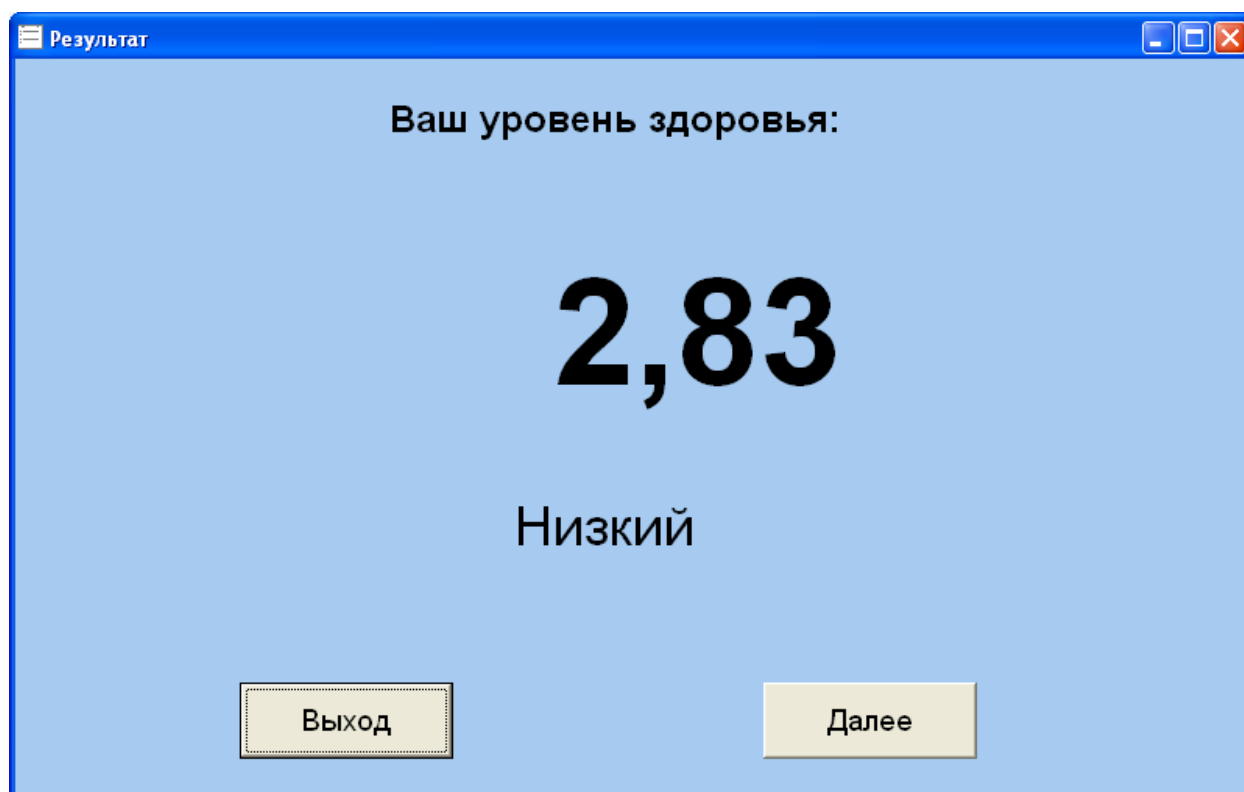 Результат
Ваш уровень здоровья:
2,83
Низкий
Выход Далее